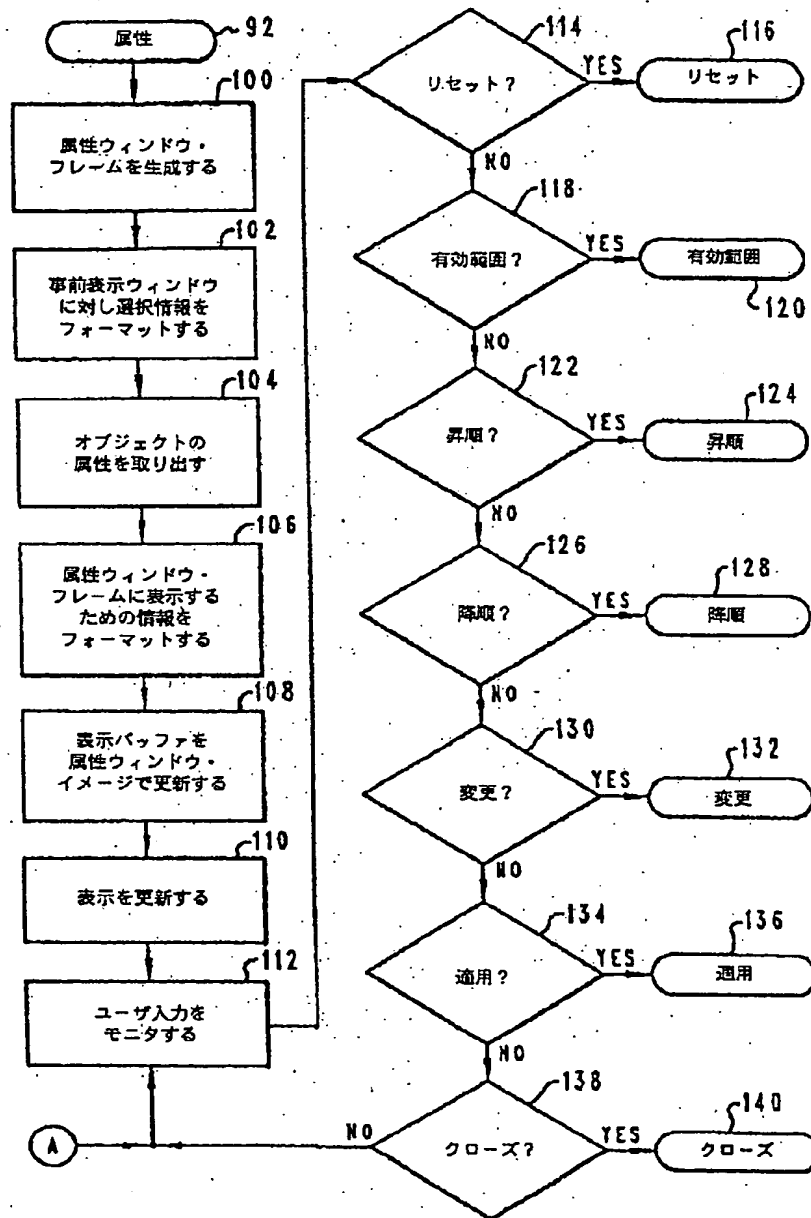 属性
92
100
属性ウィンドウ・
フレームを生成する
102
事前表示ウィンドウ
に対し選択情報を
フォーマットする
104
オブジェクトの
属性を取り出す
106
属性ウィンドウ・
フレームに表示する
ための情報を
フォーマットする
108
表示バッファを
属性ウィンドウ・
イメージで更新する
110
表示を更新する
112
ユーザ入力を
モニタする
A
114
リセット?
YES
116
リセット
NO
118
有効範囲?
YES
有効範囲
120
NO
122
昇順?
YES
124
昇順
NO
126
降順?
YES
128
降順
NO
130
変更?
YES
132
変更
NO
134
適用?
YES
136
適用
NO
138
NO
クローズ?
YES
140
クローズ